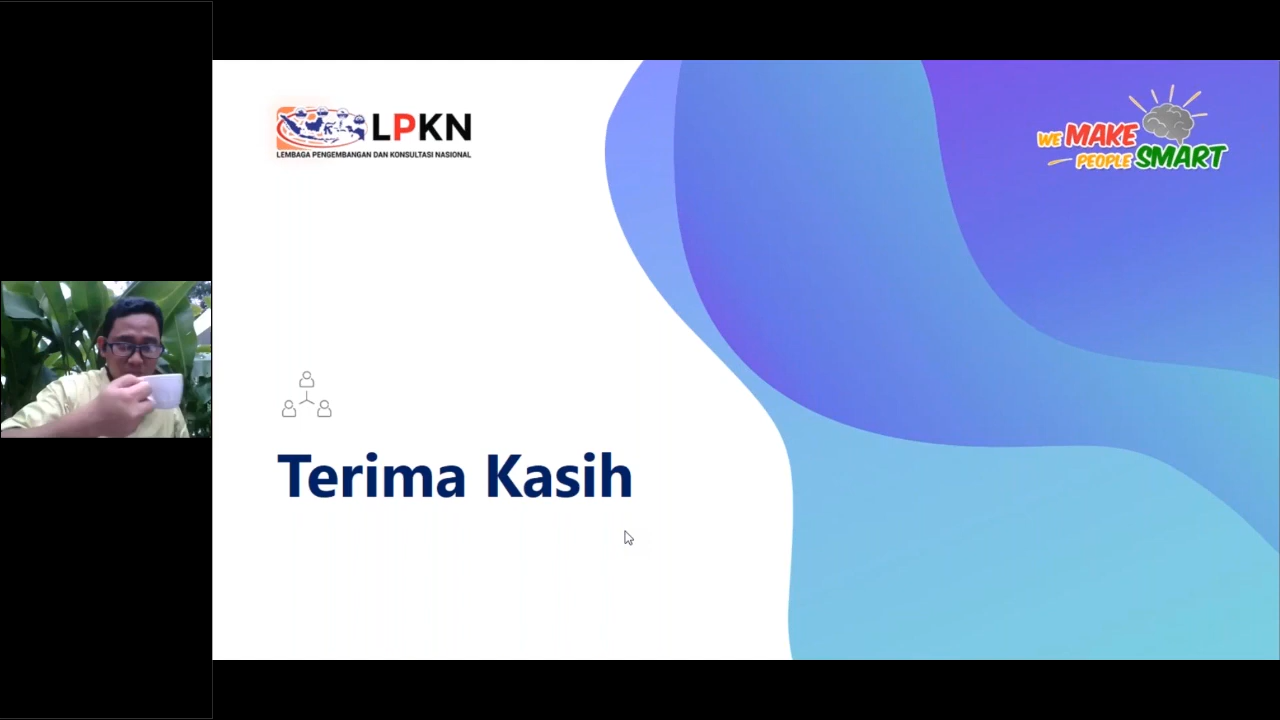 LPKN
LEMBAGA PENGEMBANGAN DAN KONSULTASI NASIONAL
WE MAKE
PEOPLE SMART
Terima Kasih